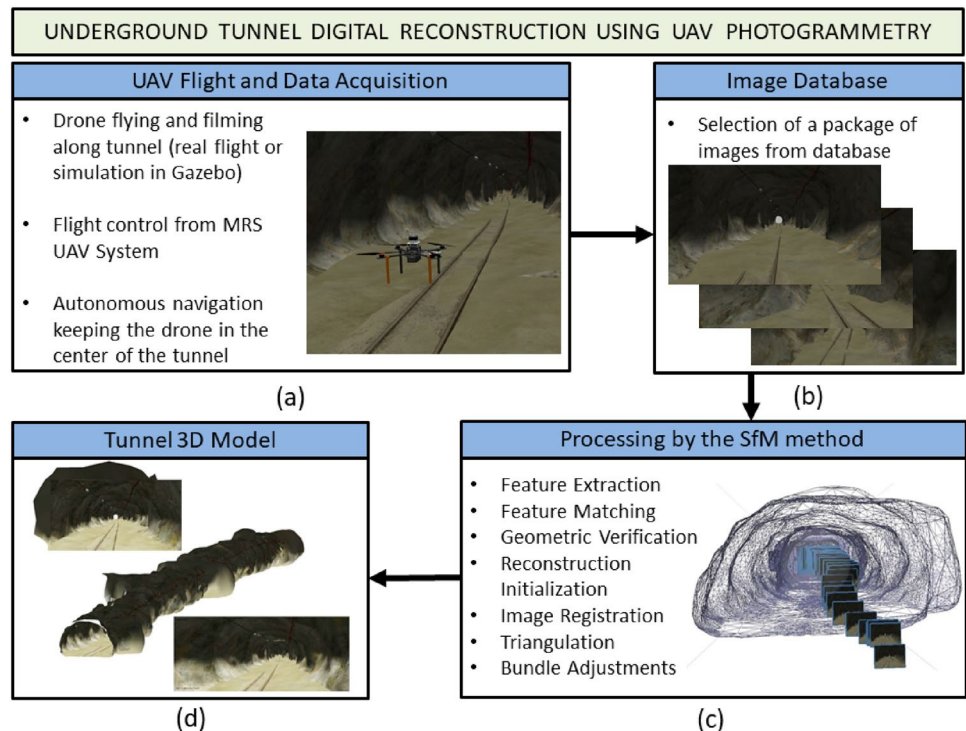 UNDERGROUND TUNNEL DIGITAL RECONSTRUCTION USING UAV PHOTOGRAMMETRY
UAV Flight and Data Acquisition
• Drone flying and filming
along tunnel (real flight or
simulation in Gazebo)
• Flight control from MRS
UAV System
• Autonomous navigation
keeping the drone in the
center of the tunnel
(a)
Image Database
• Selection of a package of
images from database
(b)
Processing by the SfM method
• Feature Extraction
• Feature Matching
• Geometric Verification
• Reconstruction
Initialization
• Image Registration
• Triangulation
• Bundle Adjustments
(c)
Tunnel 3D Model
(d)